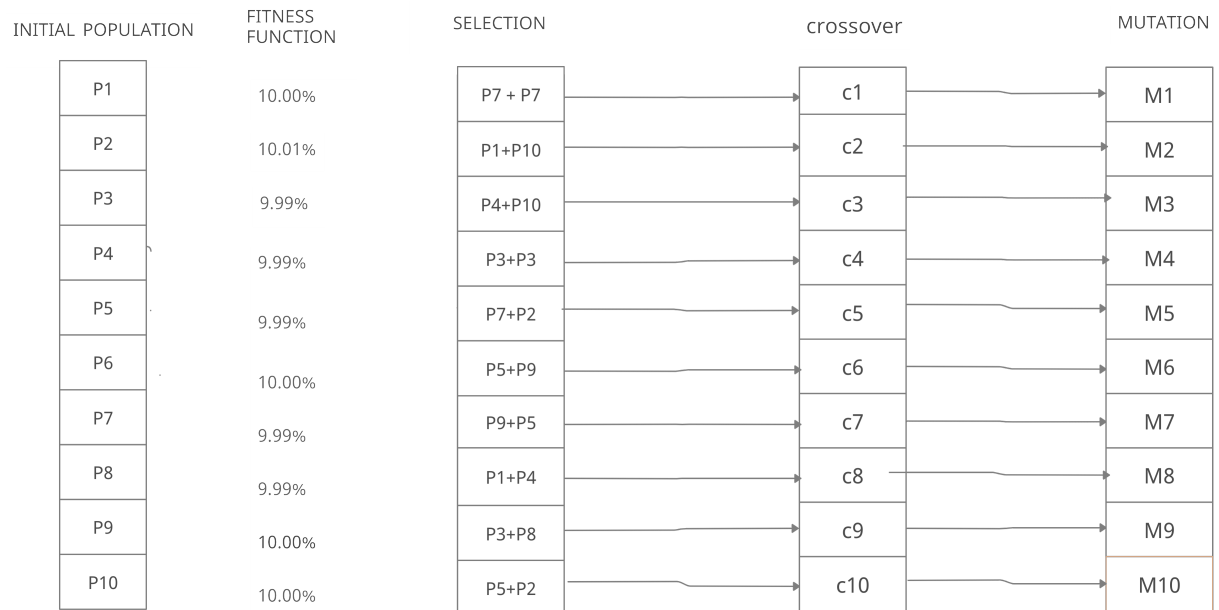 INITIAL POPULATION
FITNESS
FUNCTION
SELECTION
crossover
MUTATION
P1
10.00%
P7 + P7
c1
M1
P2
10.01%
P1+P10
c2
M2
P3
9.99%
P4+P10
c3
M3
P4
9.99%
P3+P3
c4
M4
P5
9.99%
P7+P2
c5
M5
P6
10.00%
P5+P9
c6
M6
P7
9.99%
P9+P5
c7
M7
P8
9.99%
P1+P4
c8
M8
P9
10.00%
P3+P8
c9
M9
P10
10.00%
P5+P2
c10
M10